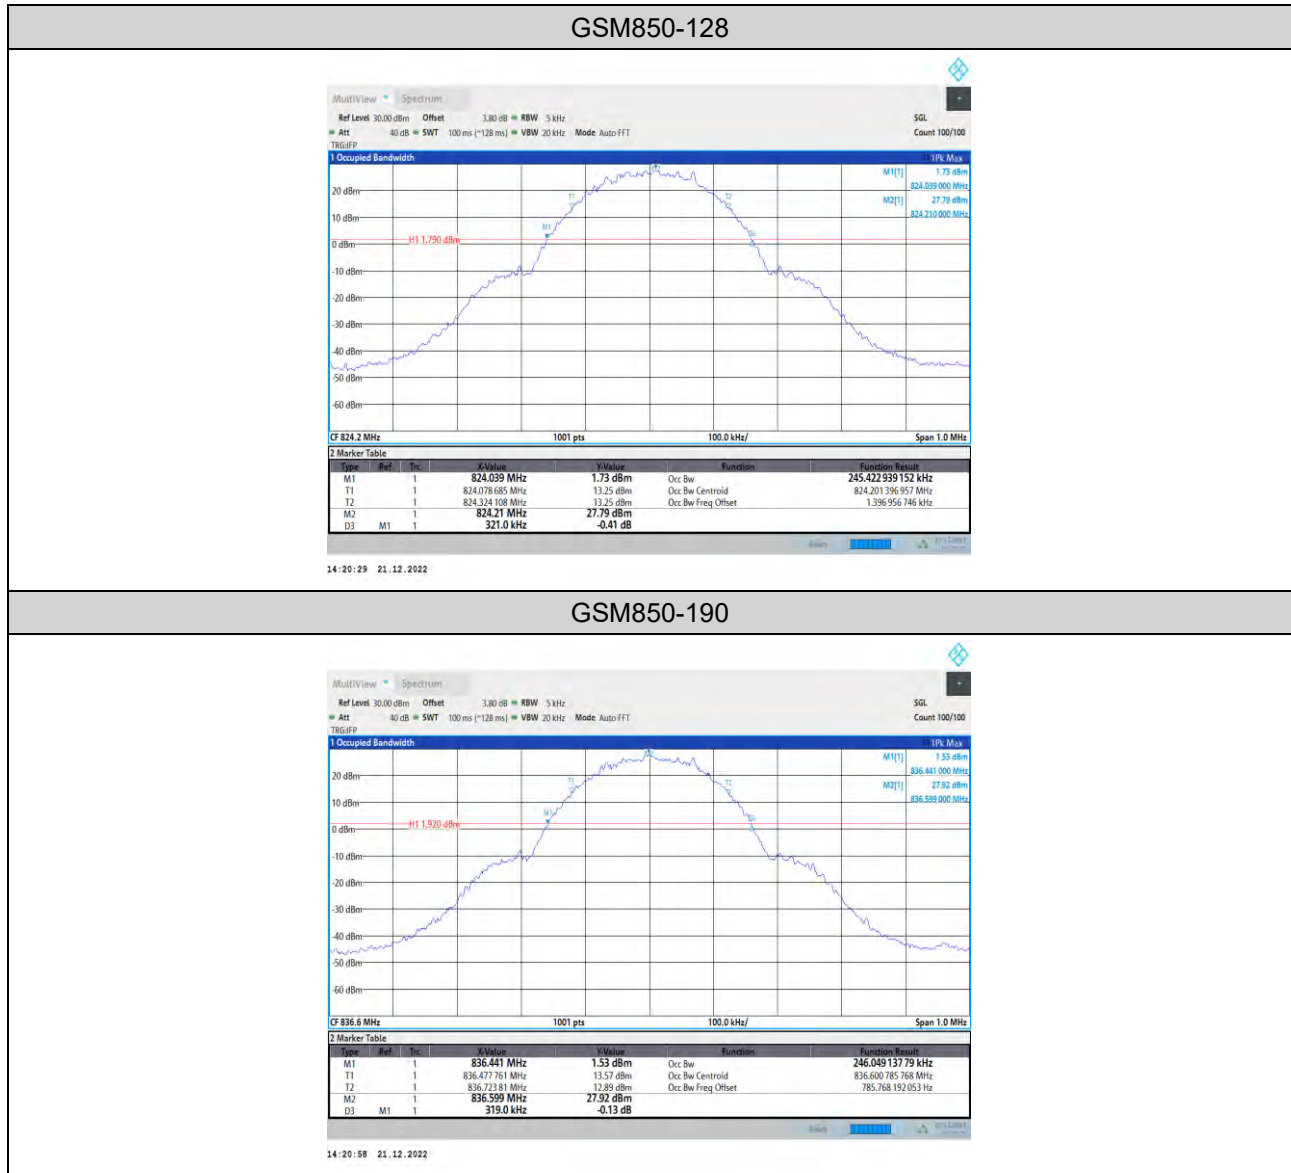 GSM850-128
MultiView Spectrum
Ref Level 30.00 dBm Offset 3.80 dB RBW 5 kHz SGL
Att 40 dB SWT 100 ms (~128 ms) VBW 20 kHz Mode Auto FFT Count 100/100
TRG:IFP
1 Occupied Bandwidth 1Pk Max
M1[1] 1.73 dBm
824.039 000 MHz
M2[1] 27.79 dBm
824.210 000 MHz
20 dBm
T1
T2
10 dBm
M1
H1 1.790 dBm
D3
0 dBm
-10 dBm
-20 dBm
-30 dBm
-40 dBm
-50 dBm
-60 dBm
CF 824.2 MHz 1001 pts 100.0 kHz/ Span 1.0 MHz
2 Marker Table
Type Ref Trc X-Value Y-Value Function Function Result
M1 1 824.039 MHz 1.73 dBm Occ Bw 245.422 939 152 kHz
T1 1 824.078 685 MHz 13.25 dBm Occ Bw Centroid 824.201 396 957 MHz
T2 1 824.324 108 MHz 13.25 dBm Occ Bw Freq Offset 1.396 956 746 kHz
M2 1 824.21 MHz 27.79 dBm
D3 M1 1 321.0 kHz -0.41 dB
14:20:29 21.12.2022
GSM850-190
MultiView Spectrum
Ref Level 30.00 dBm Offset 3.80 dB RBW 5 kHz SGL
Att 40 dB SWT 100 ms (~128 ms) VBW 20 kHz Mode Auto FFT Count 100/100
TRG:IFP
1 Occupied Bandwidth 1Pk Max
M1[1] 1.53 dBm
836.441 000 MHz
M2[1] 27.92 dBm
836.599 000 MHz
20 dBm
T1
T2
10 dBm
M1
H1 1.920 dBm
D3
0 dBm
-10 dBm
-20 dBm
-30 dBm
-40 dBm
-50 dBm
-60 dBm
CF 836.6 MHz 1001 pts 100.0 kHz/ Span 1.0 MHz
2 Marker Table
Type Ref Trc X-Value Y-Value Function Function Result
M1 1 836.441 MHz 1.53 dBm Occ Bw 246.049 137 79 kHz
T1 1 836.477 761 MHz 13.57 dBm Occ Bw Centroid 836.600 785 768 MHz
T2 1 836.723 81 MHz 12.89 dBm Occ Bw Freq Offset 785.768 192 053 Hz
M2 1 836.599 MHz 27.92 dBm
D3 M1 1 319.0 kHz -0.13 dB
14:20:58 21.12.2022